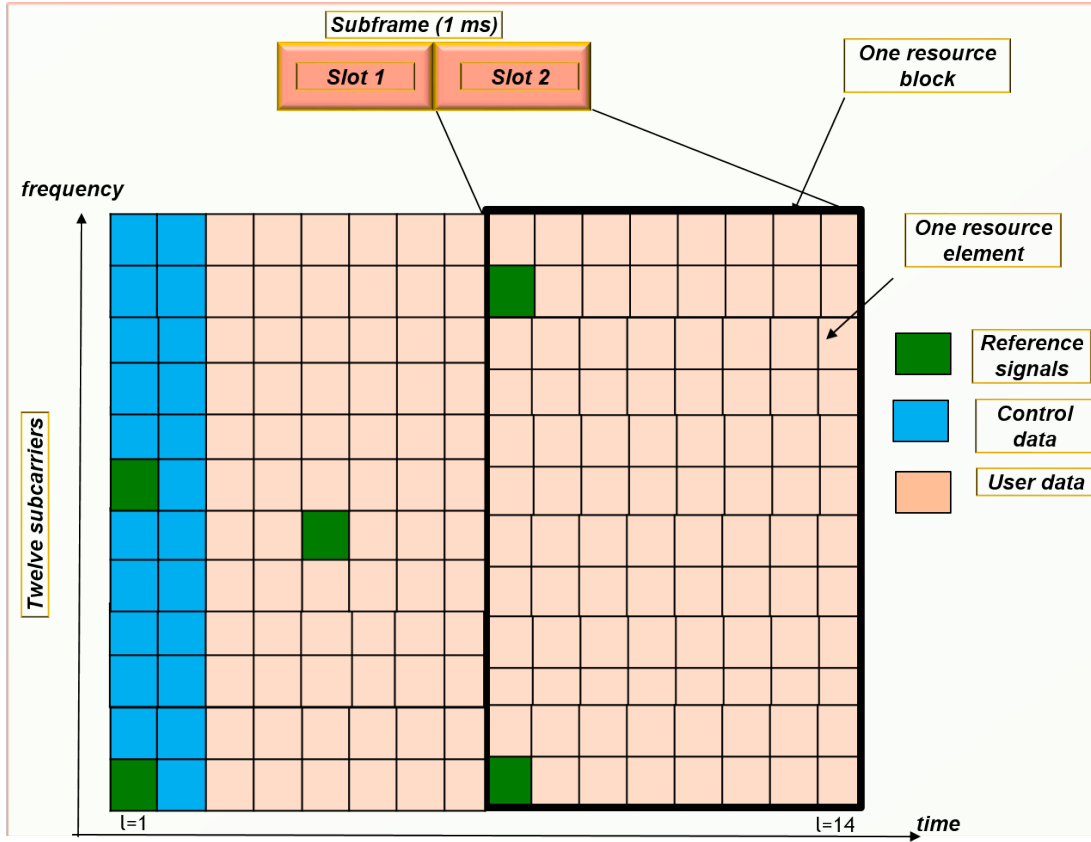 Subframe (1 ms)
Slot 1
Slot 2
One resource
block
frequency
One resource
element
Reference
signals
Control
data
User data
Twelve subcarriers
l=1
l=14
time